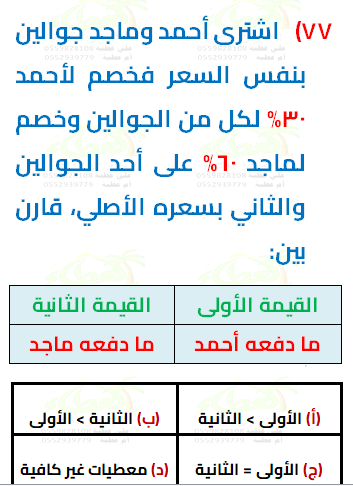 ٧٧) اشترى أحمد وماجد جوالين
بنفس السعر فخصم لأحمد
٣٠% لكل من الجوالين وخصم
لماجد ٦٠% على أحد الجوالين
والثاني بسعره الأصلي، قارن
بين:
القيمة الأولى القيمة الثانية
ما دفعه أحمد ما دفعه ماجد
(أ) الأولى > الثانية (ب) الثانية > الأولى
(ج) الأولى = الثانية (د) معطيات غير كافية